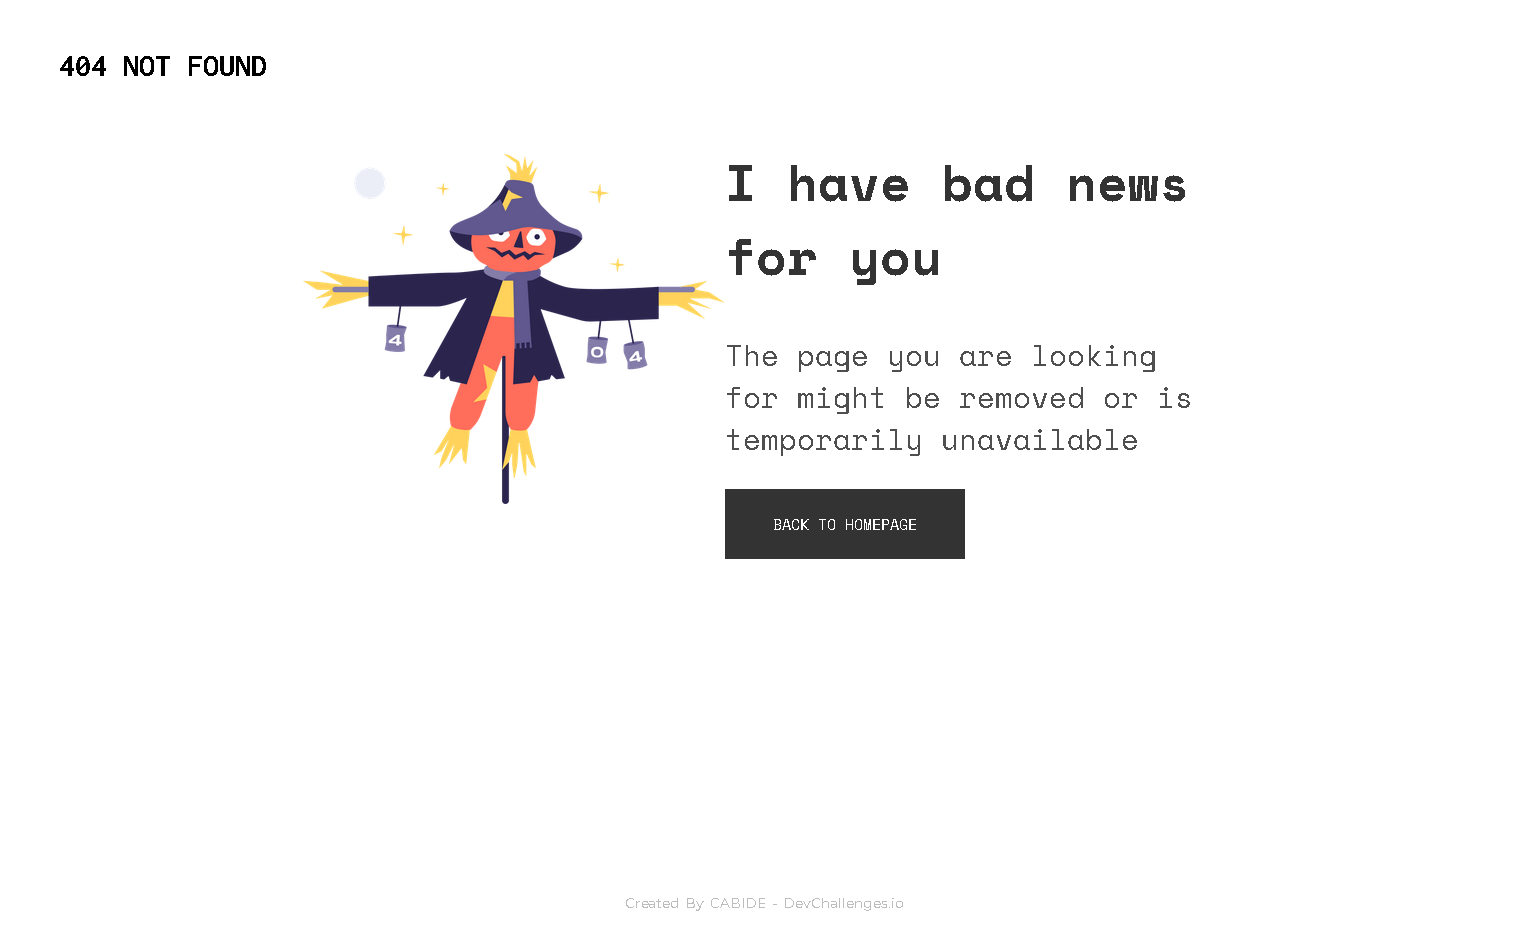 404 NOT FOUND
I have bad news
for you
4
0
4
The page you are looking
for might be removed or is
temporarily unavailable
BACK TO HOMEPAGE
Created By CABIDE - DevChallenges.io